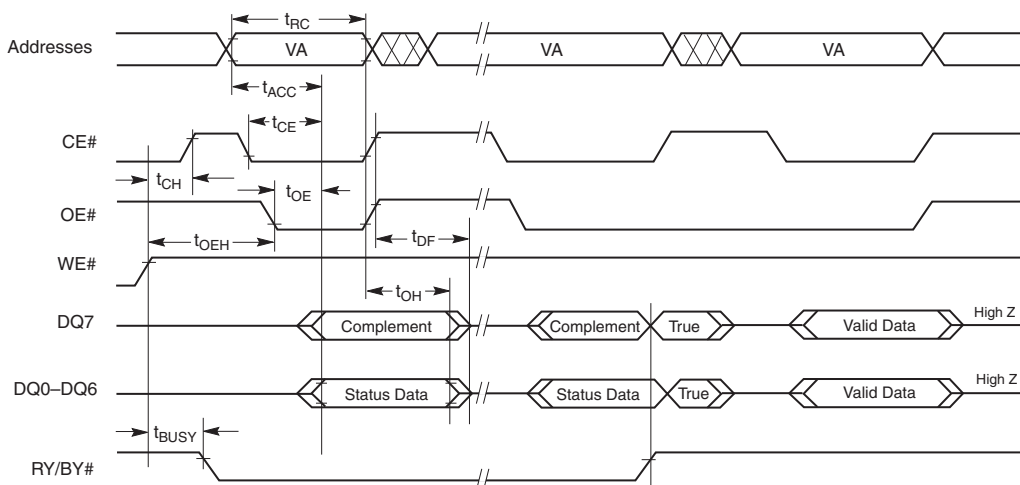 tRC
Addresses VA VA VA
tACC
tCE
CE#
tCH tOE
OE#
tOEH tDF
WE#
tOH
DQ7 Complement Complement True Valid Data High Z
DQ0–DQ6 Status Data Status Data True Valid Data High Z
tBUSY
RY/BY#